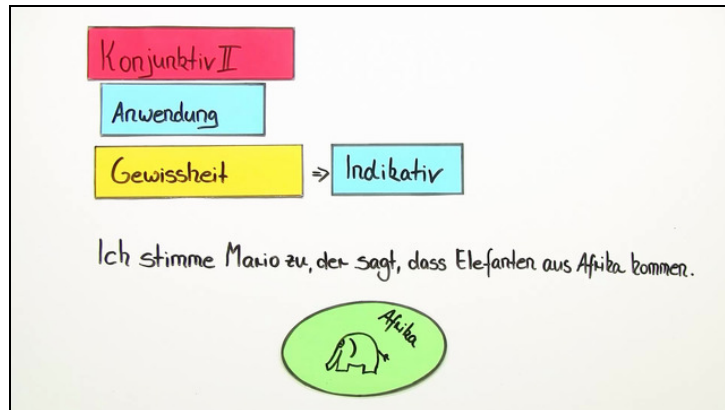 Konjunktiv II
Anwendung
Gewissheit ⇒ Indikativ
Ich stimme Mario zu, der sagt, dass Elefanten aus Afrika kommen.
Afrika